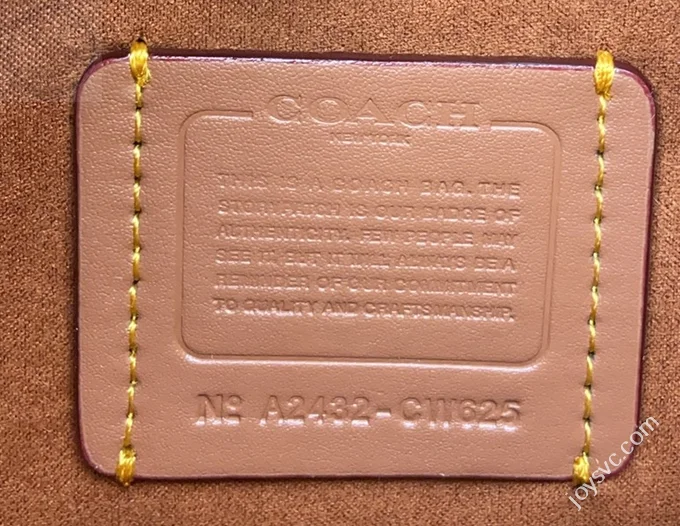 COACH
NEW YORK
THIS IS A COACH BAG. THE
STORYPATCH IS OUR BADGE OF
AUTHENTICITY. FEW PEOPLE MAY
SEE IT, BUT IT WILL ALWAYS BE A
REMINDER OF OUR COMMITMENT
TO QUALITY AND CRAFTSMANSHIP.
Nº A2432-CW625
joysvc.com